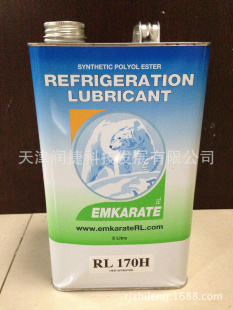 SYNTHETIC POLYOL ESTER
REFRIGERATION
LUBRICANT
天津润捷科技发展有限公司
EMKARATE
RL
www.emkarateRL.com
5 Litre
RL 170H
rjzhileng.1688.com